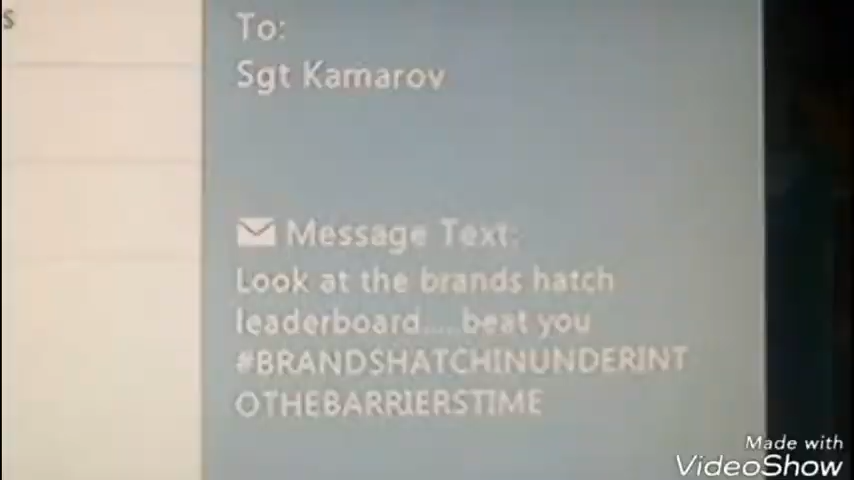 s
To:
Sgt Kamarov
Message Text:
Look at the brands hatch
leaderboard.... beat you
#BRANDSHATCHINUNDERINT
OTHEBARRIERSTIME
Made with
VideoShow